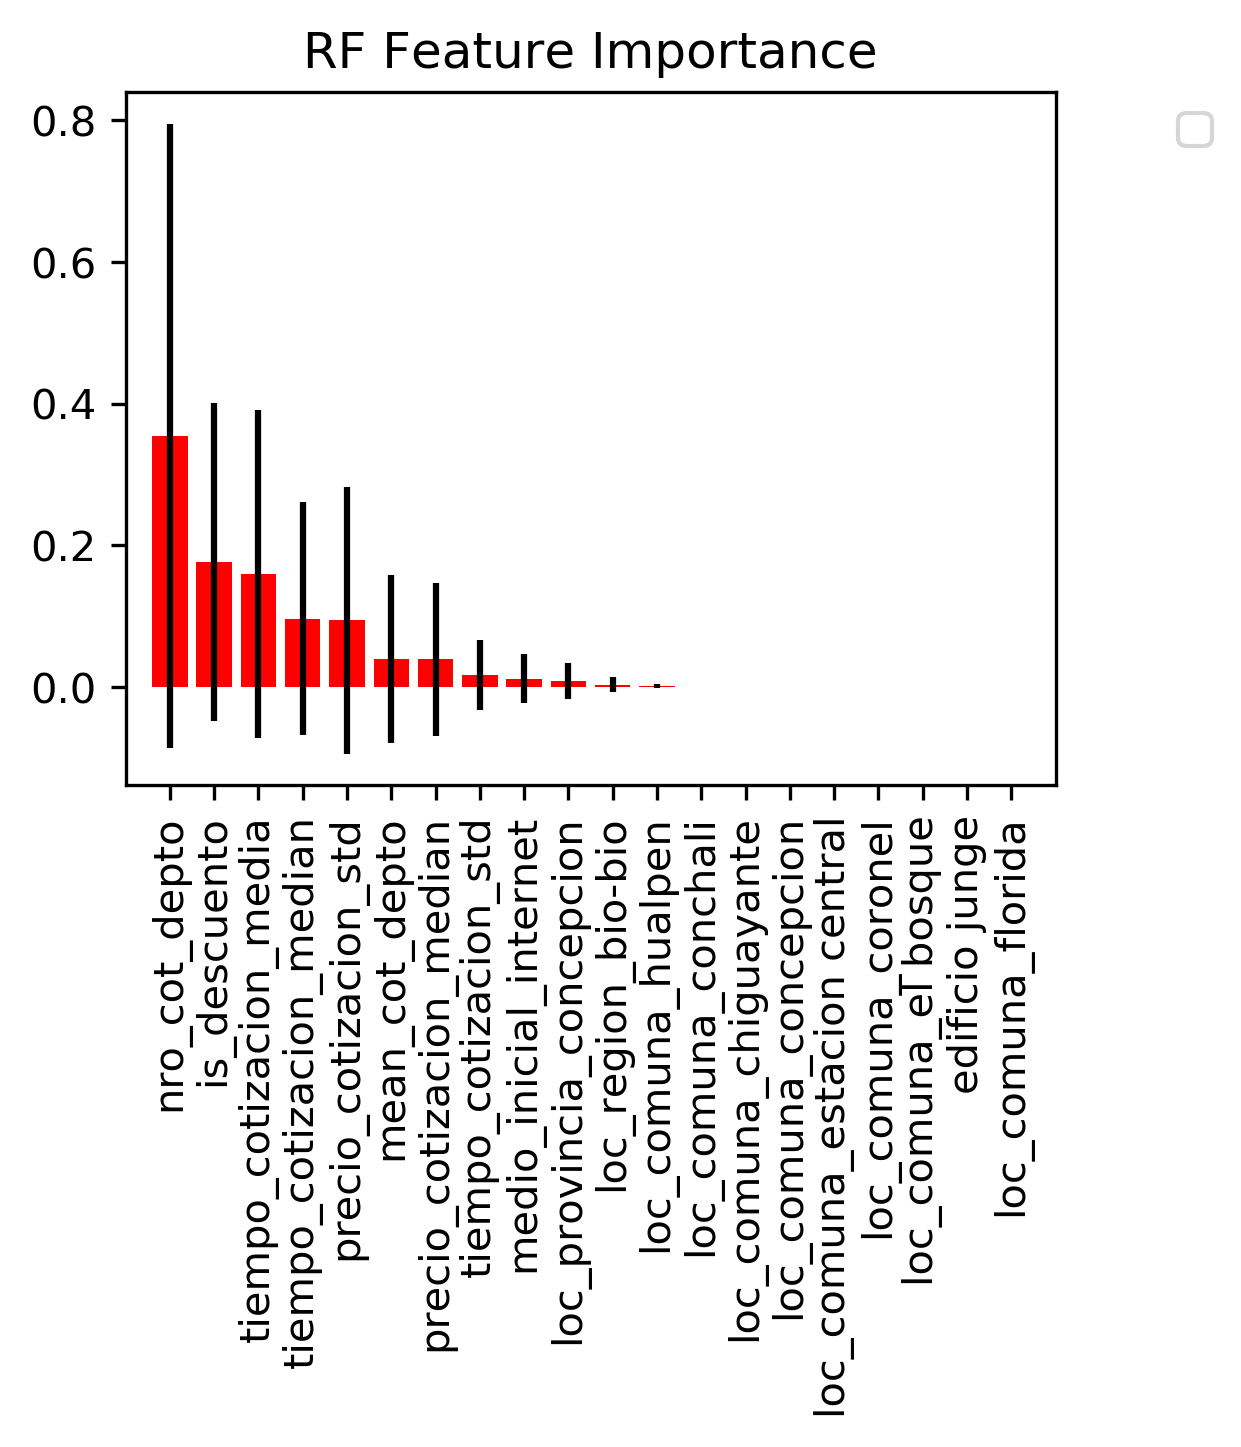 RF Feature Importance
0.8
0.6
0.4
0.2
0.0
nro_cot_depto
is_descuento
tiempo_cotizacion_media
tiempo_cotizacion_median
precio_cotizacion_std
mean_cot_depto
precio_cotizacion_median
tiempo_cotizacion_std
medio_inicial_internet
loc_provincia_concepcion
loc_region_bio-bio
loc_comuna_hualpen
loc_comuna_conchali
loc_comuna_chiguayante
loc_comuna_concepcion
loc_comuna_estacion central
loc_comuna_coronel
loc_comuna_el bosque
edificio junge
loc_comuna_florida